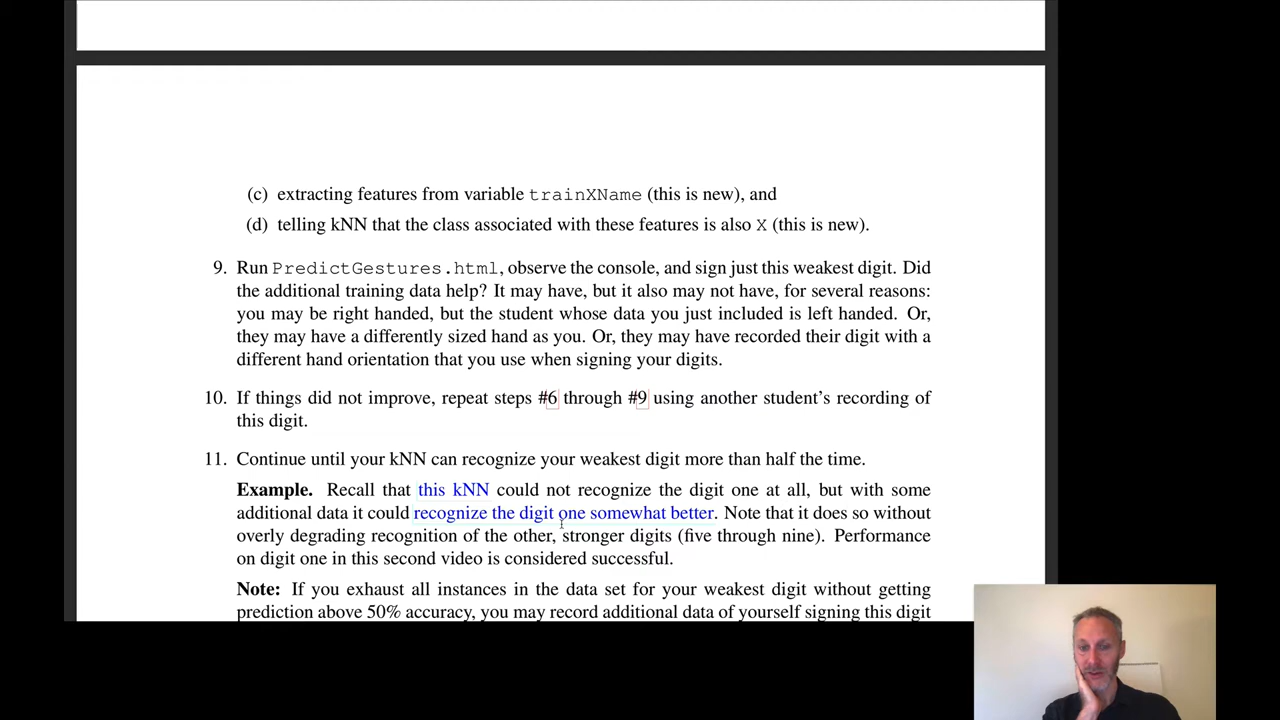 (c) extracting features from variable trainXName (this is new), and
(d) telling kNN that the class associated with these features is also X (this is new).
9. Run PredictGestures.html, observe the console, and sign just this weakest digit. Did
the additional training data help? It may have, but it also may not have, for several reasons:
you may be right handed, but the student whose data you just included is left handed. Or,
they may have a differently sized hand as you. Or, they may have recorded their digit with a
different hand orientation that you use when signing your digits.
10. If things did not improve, repeat steps #6 through #9 using another student's recording of
this digit.
11. Continue until your kNN can recognize your weakest digit more than half the time.
Example. Recall that this kNN could not recognize the digit one at all, but with some
additional data it could recognize the digit one somewhat better. Note that it does so without
overly degrading recognition of the other, stronger digits (five through nine). Performance
on digit one in this second video is considered successful.
Note: If you exhaust all instances in the data set for your weakest digit without getting
prediction above 50% accuracy, you may record additional data of yourself signing this digit